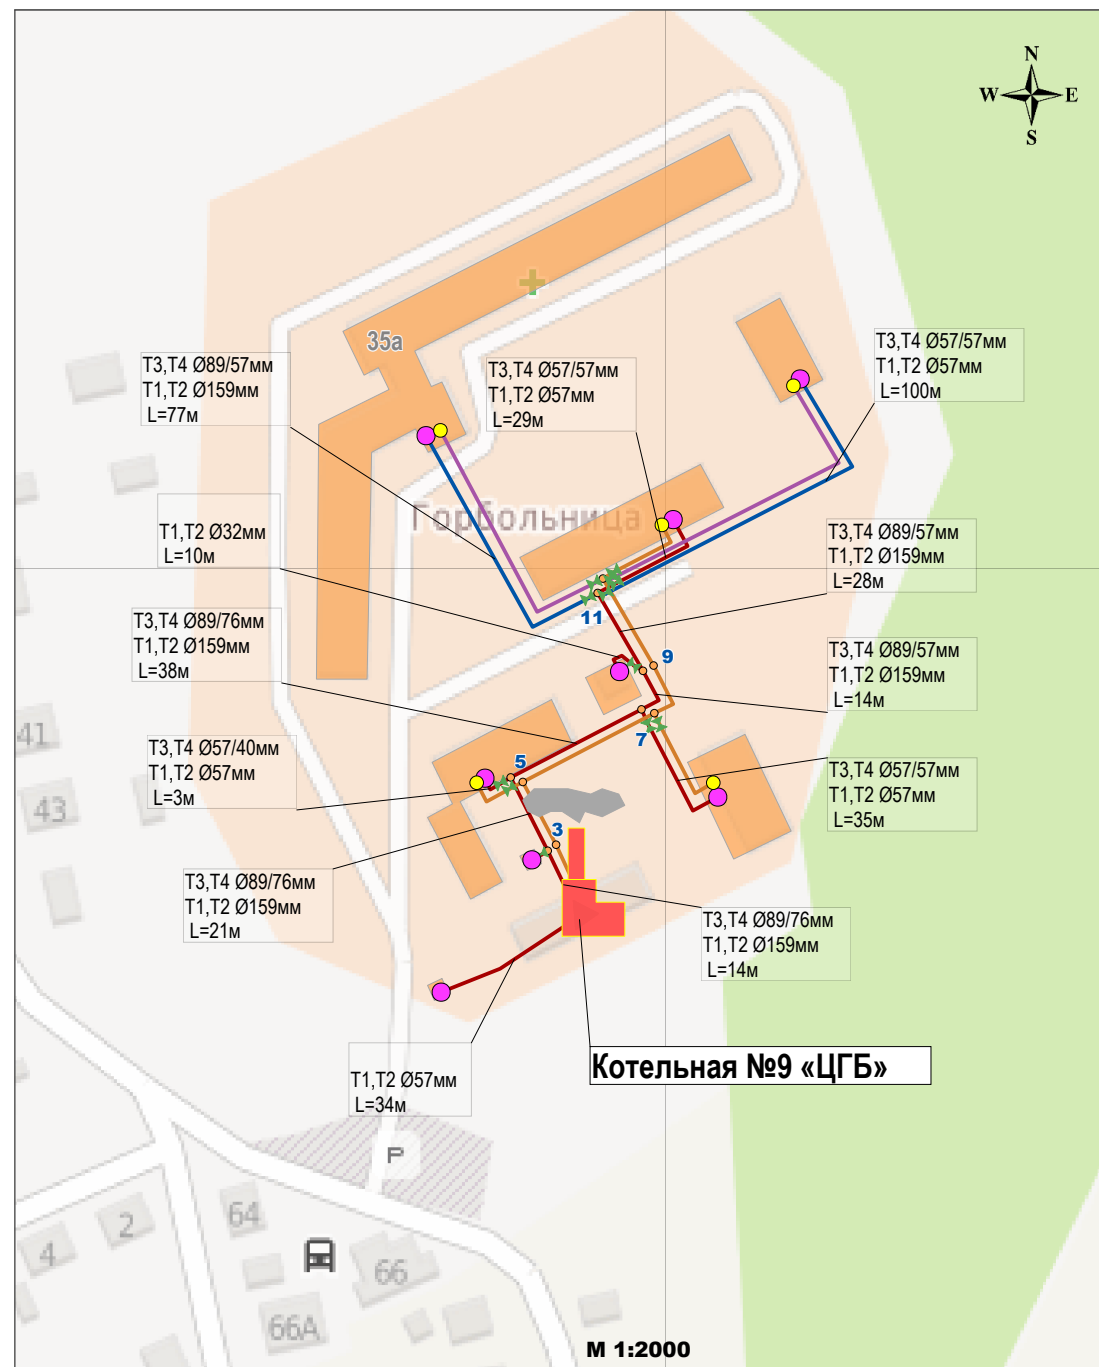 N
W E
S
35а
Т3,Т4 Ø89/57мм
Т1,Т2 Ø159мм
L=77м
Т3,Т4 Ø57/57мм
Т1,Т2 Ø57мм
L=29м
Т3,Т4 Ø57/57мм
Т1,Т2 Ø57мм
L=100м
Горбольница
Т1,Т2 Ø32мм
L=10м
Т3,Т4 Ø89/57мм
Т1,Т2 Ø159мм
L=28м
11
Т3,Т4 Ø89/76мм
Т1,Т2 Ø159мм
L=38м
9
Т3,Т4 Ø89/57мм
Т1,Т2 Ø159мм
L=14м
7
41
Т3,Т4 Ø57/40мм
Т1,Т2 Ø57мм
L=3м
5
Т3,Т4 Ø57/57мм
Т1,Т2 Ø57мм
L=35м
43
3
Т3,Т4 Ø89/76мм
Т1,Т2 Ø159мм
L=21м
Т3,Т4 Ø89/76мм
Т1,Т2 Ø159мм
L=14м
Котельная №9 «ЦГБ»
Т1,Т2 Ø57мм
L=34м
P
64
2
4
66
66А
М 1:2000